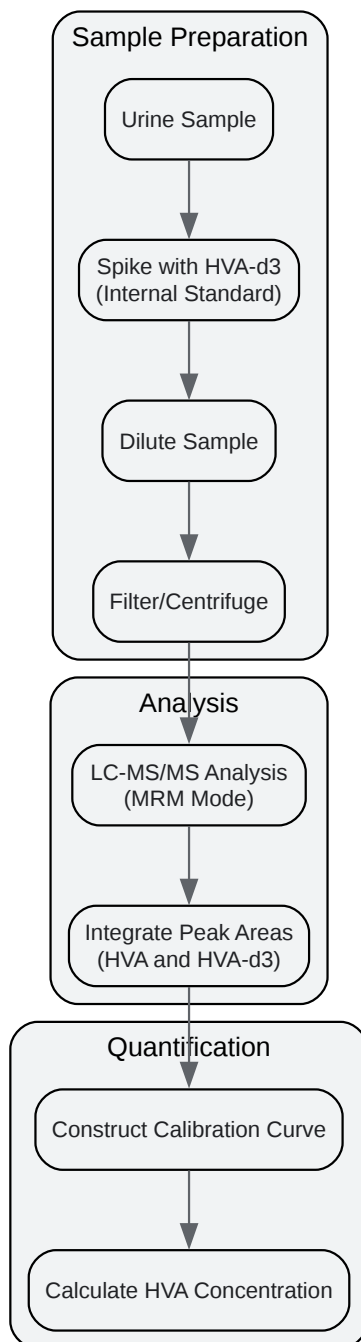 Sample Preparation
Urine Sample
Spike with HVA-d3
(Internal Standard)
Dilute Sample
Filter/Centrifuge
Analysis
LC-MS/MS Analysis
(MRM Mode)
Integrate Peak Areas
(HVA and HVA-d3)
Quantification
Construct Calibration Curve
Calculate HVA Concentration